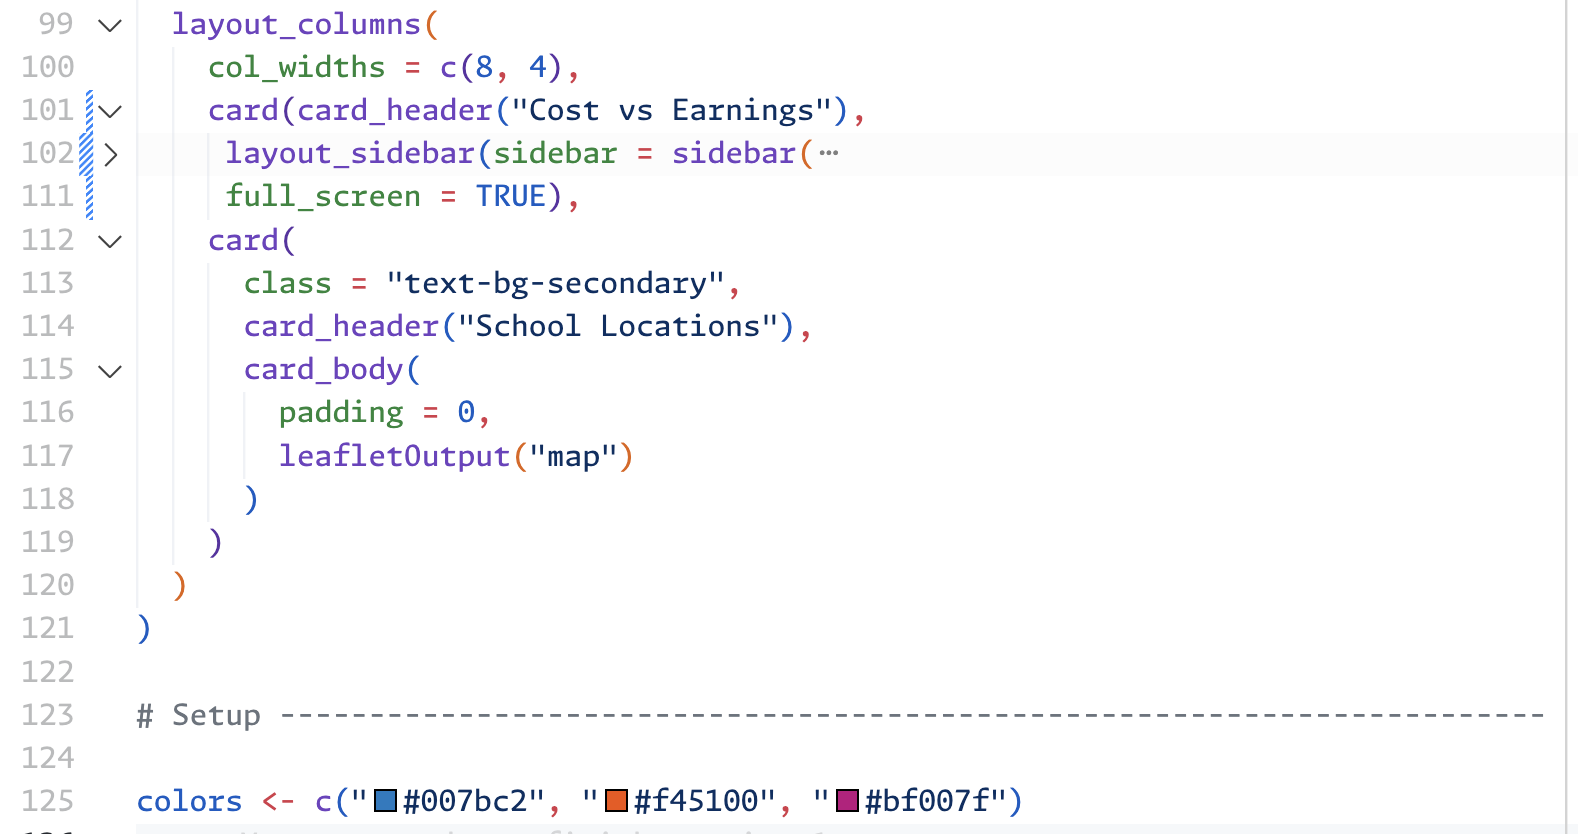 99 layout_columns(
100 col_widths = c(8, 4),
101 card(card_header("Cost vs Earnings"),
102 layout_sidebar(sidebar = sidebar(⋯
111 full_screen = TRUE),
112 card(
113 class = "text-bg-secondary",
114 card_header("School Locations"),
115 card_body(
116 padding = 0,
117 leafletOutput("map")
118 )
119 )
120 )
121 )
122
123 # Setup -----------------------------------------------------------------------
124
125 colors <- c("#007bc2", "#f45100", "#bf007f")